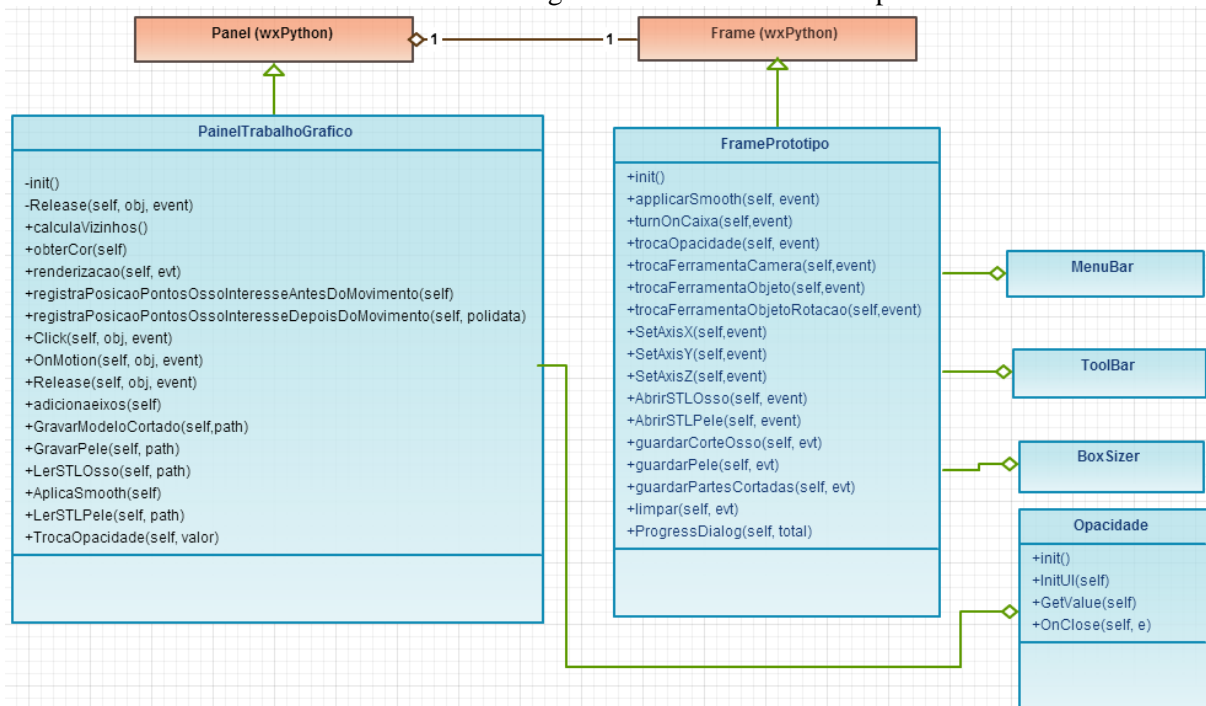 Panel (wxPython)
1
1
Frame (wxPython)
PainelTrabalhoGrafico
-init()
-Release(self, obj, event)
+calculaVizinhos()
+obterCor(self)
+renderizacao(self, evt)
+registraPosicaoPontosOssoInteresseAntesDoMovimento(self)
+registraPosicaoPontosOssoInteresseDepoisDoMovimento(self, polidata)
+Click(self, obj, event)
+OnMotion(self, obj, event)
+Release(self, obj, event)
+adicionaeixos(self)
+GravarModeloCortado(self,path)
+GravarPele(self, path)
+LerSTLOsso(self, path)
+AplicaSmooth(self)
+LerSTLPele(self, path)
+TrocaOpacidade(self, valor)
FramePrototipo
+init()
+applicarSmooth(self, event)
+turnOnCaixa(self,event)
+trocaOpacidade(self, event)
+trocaFerramentaCamera(self,event)
+trocaFerramentaObjeto(self,event)
+trocaFerramentaObjetoRotacao(self,event)
+SetAxisX(self,event)
+SetAxisY(self,event)
+SetAxisZ(self,event)
+AbrirSTLOsso(self, event)
+AbrirSTLPele(self, event)
+guardarCorteOsso(self, evt)
+guardarPele(self, evt)
+guardarPartesCortadas(self, evt)
+limpar(self, evt)
+ProgressDialog(self, total)
MenuBar
ToolBar
BoxSizer
Opacidade
+init()
+InitUI(self)
+GetValue(self)
+OnClose(self, e)